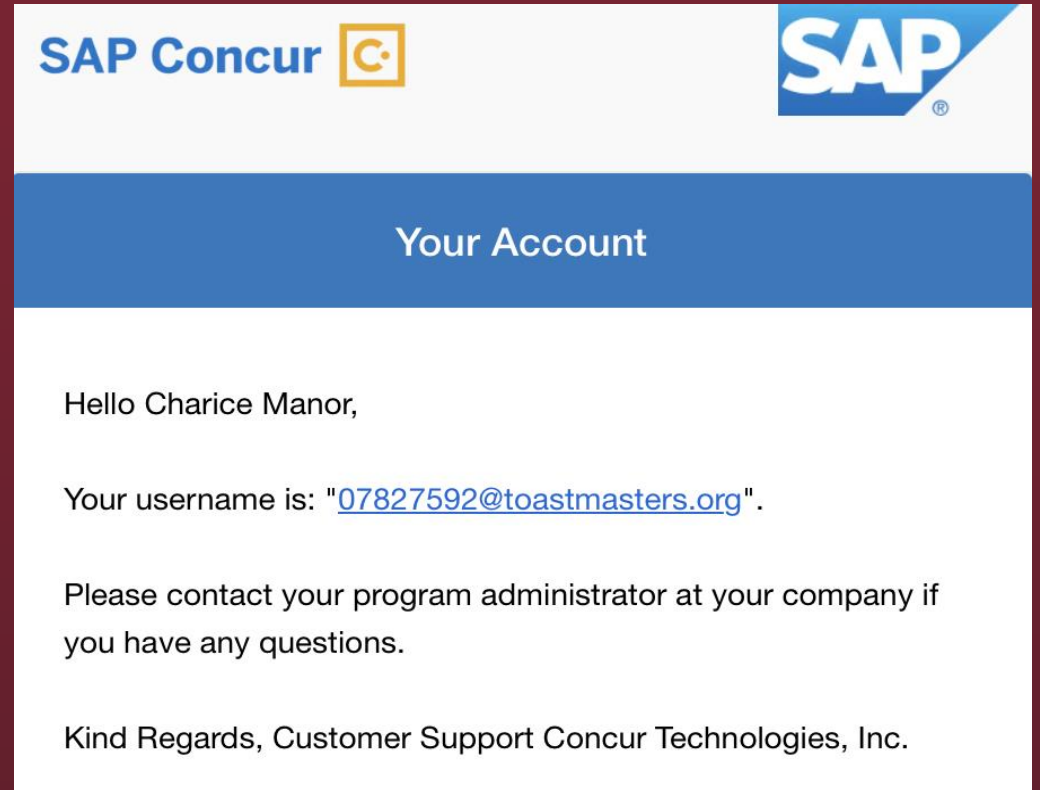 SAP Concur C.
SAP
®
Your Account
Hello Charice Manor,
Your username is: "07827592@toastmasters.org".
Please contact your program administrator at your company if
you have any questions.
Kind Regards, Customer Support Concur Technologies, Inc.